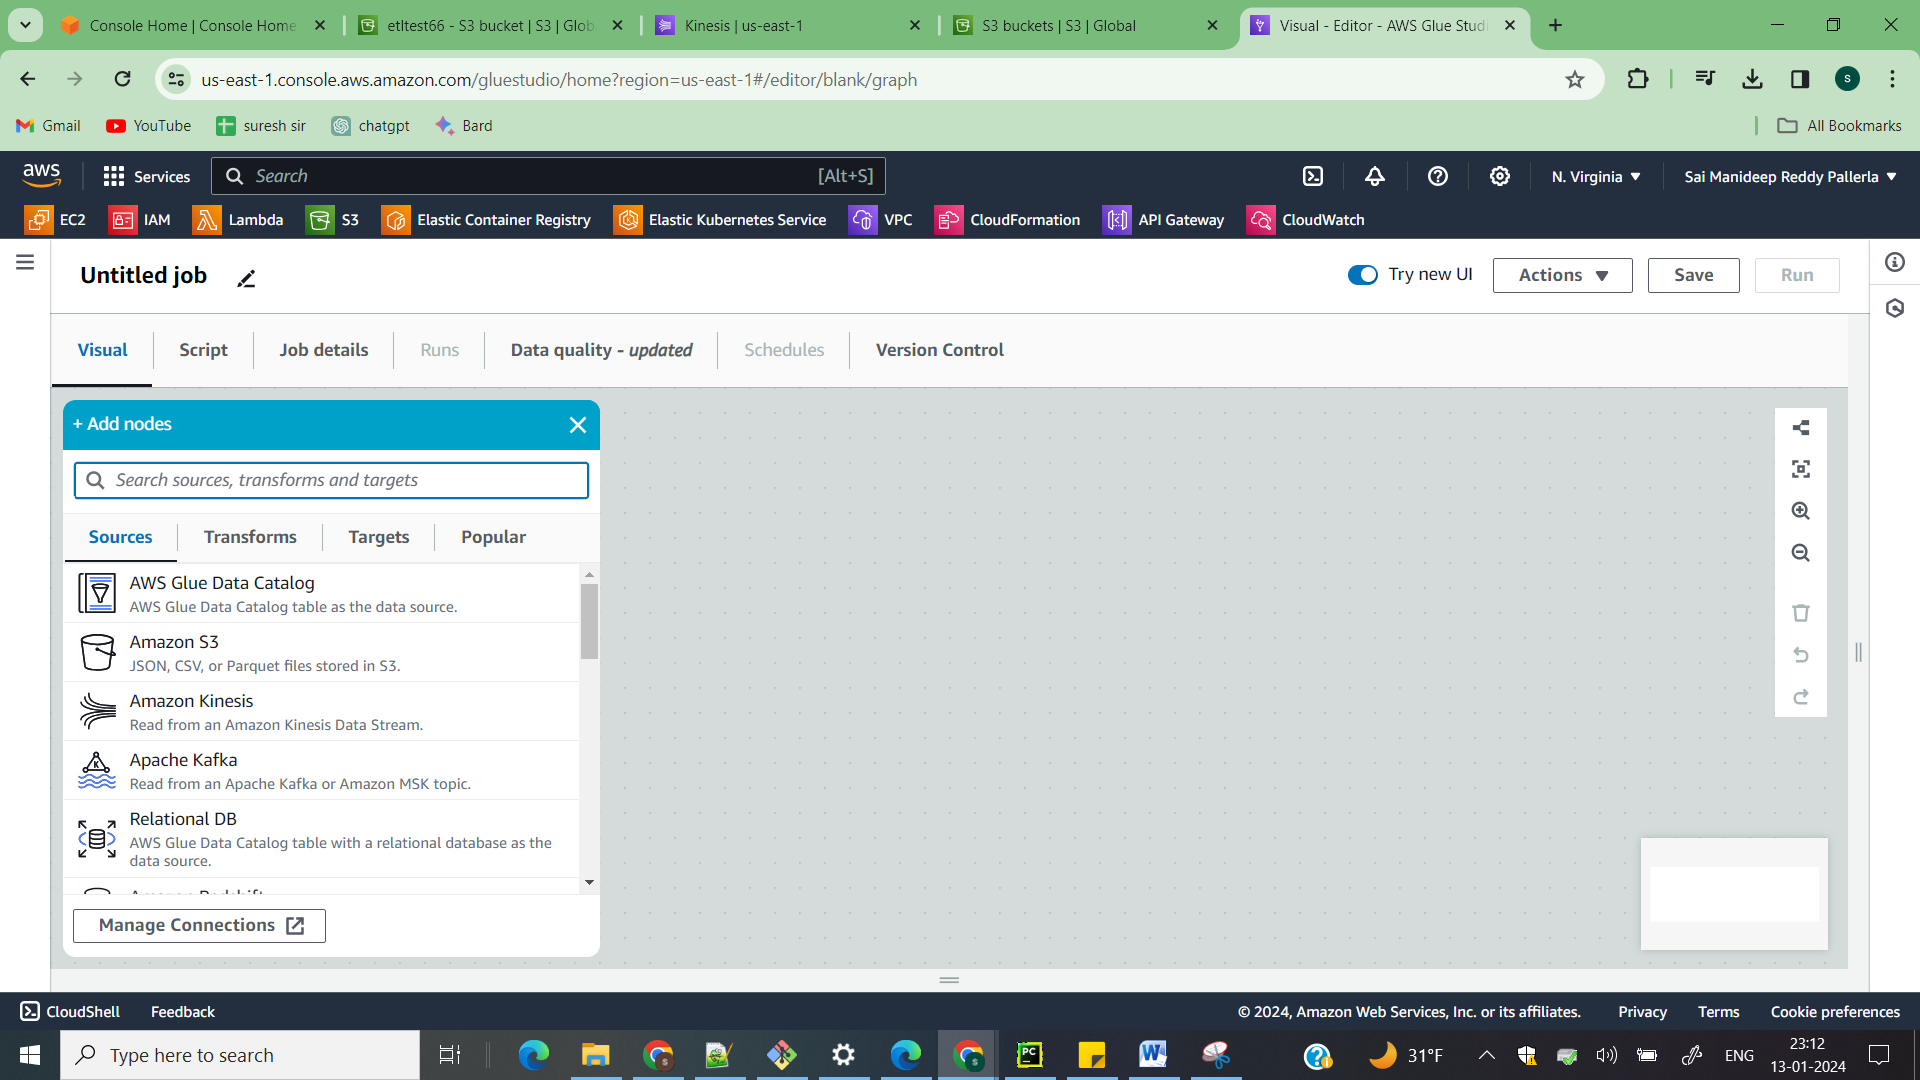 Console Home | Console Home
etltest66 - S3 bucket | S3 | Glob
Kinesis | us-east-1
S3 buckets | S3 | Global
Visual - Editor - AWS Glue Studi
us-east-1.console.aws.amazon.com/gluestudio/home?region=us-east-1#/editor/blank/graph
S
Gmail
YouTube
suresh sir
chatgpt
Bard
All Bookmarks
aws
Services
Search
[Alt+S]
N. Virginia
Sai Manideep Reddy Pallerla
EC2
IAM
Lambda
S3
Elastic Container Registry
Elastic Kubernetes Service
VPC
CloudFormation
API Gateway
CloudWatch
Untitled job
Try new UI
Actions
Save
Run
Visual
Script
Job details
Runs
Data quality - updated
Schedules
Version Control
+ Add nodes
Search sources, transforms and targets
Sources
Transforms
Targets
Popular
AWS Glue Data Catalog
AWS Glue Data Catalog table as the data source.
Amazon S3
JSON, CSV, or Parquet files stored in S3.
Amazon Kinesis
Read from an Amazon Kinesis Data Stream.
Apache Kafka
Read from an Apache Kafka or Amazon MSK topic.
Relational DB
AWS Glue Data Catalog table with a relational database as the
data source.
Amazon Redshift
Manage Connections
CloudShell
Feedback
© 2024, Amazon Web Services, Inc. or its affiliates.
Privacy
Terms
Cookie preferences
Type here to search
31°F
ENG
23:12
13-01-2024